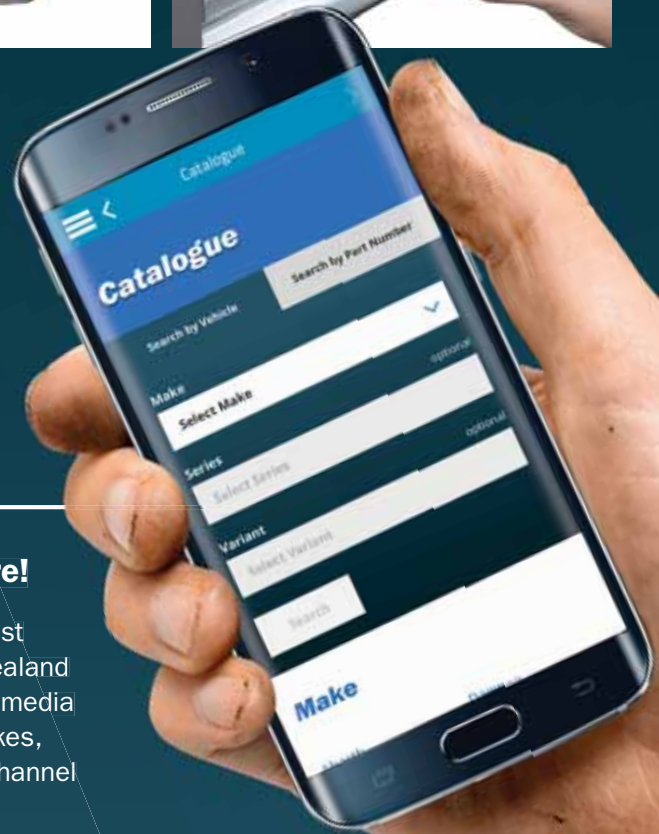 Catalogue
Catalogue
Search by Vehicle
Search by Part Number
Make
Select Make
optional
Series
Select Series
optional
Variant
Select Variant
Search
Make
re!
st
ealand
media
kes,
hannel